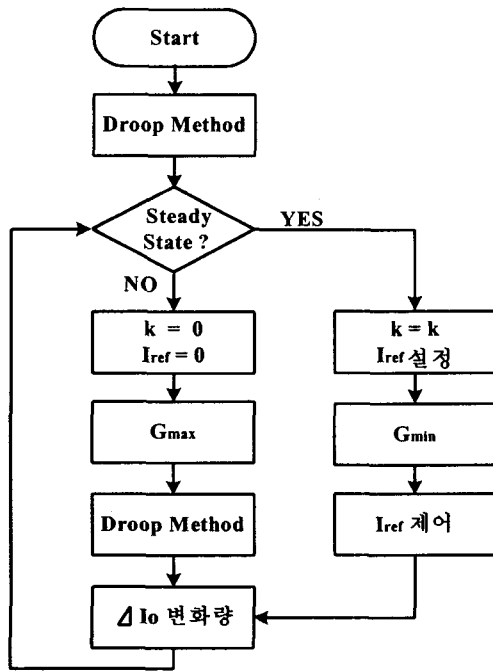 Start
Droop Method
Steady
State ?
YES
NO
k = 0
Iref = 0
k = k
Iref 설정
Gmax
Gmin
Droop Method
Iref 제어
⊿ Io 변화량